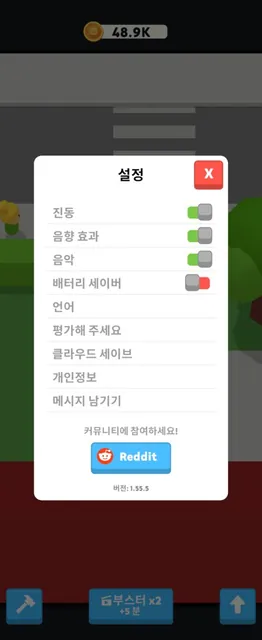 48.9K
설정
X
진동
음향 효과
음악
배터리 세이버
언어
평가해 주세요
클라우드 세이브
개인정보
메시지 남기기
커뮤니티에 참여하세요!
Reddit
버전: 1.55.5
부스터 x2
+5 분